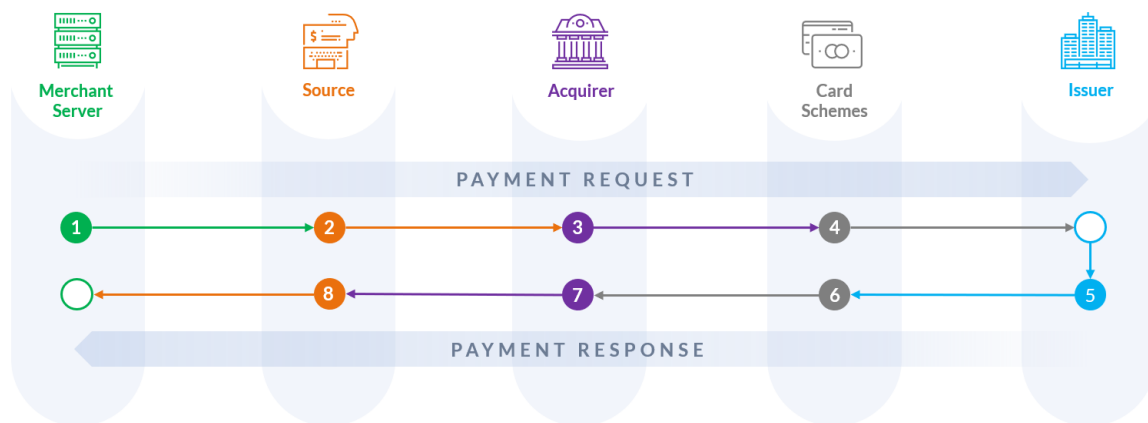 $
Merchant
Server
Source
Acquirer
Card
Schemes
Issuer
PAYMENT REQUEST
1
2
3
4
8
7
6
5
PAYMENT RESPONSE